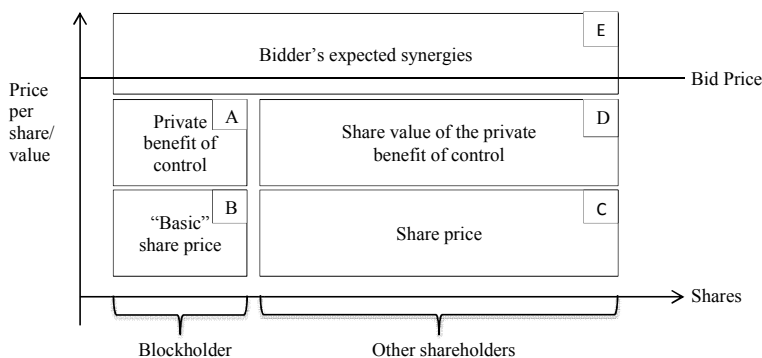 E
Bidder's expected synergies
Bid Price
Price
per
share/
value
Private
benefit of
control
A
Share value of the private
benefit of control
D
"Basic"
share price
B
Share price
C
Shares
Blockholder
Other shareholders